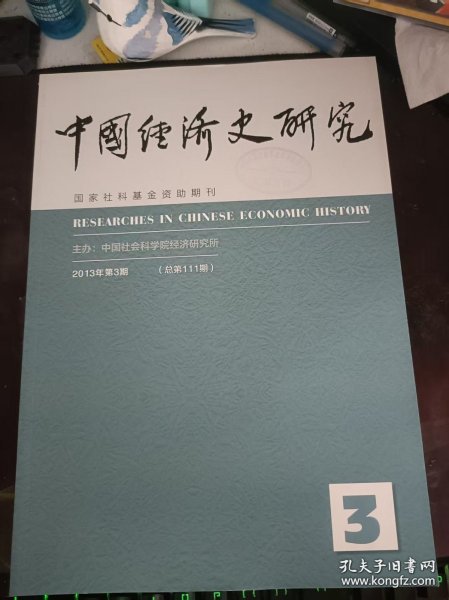 中國經濟史研究
国家社科基金资助期刊
RESEARCHES IN CHINESE ECONOMIC HISTORY
主办：中国社会科学院经济研究所
2013年第3期 （总第111期）
3
孔夫子旧书网
www.kongfz.com